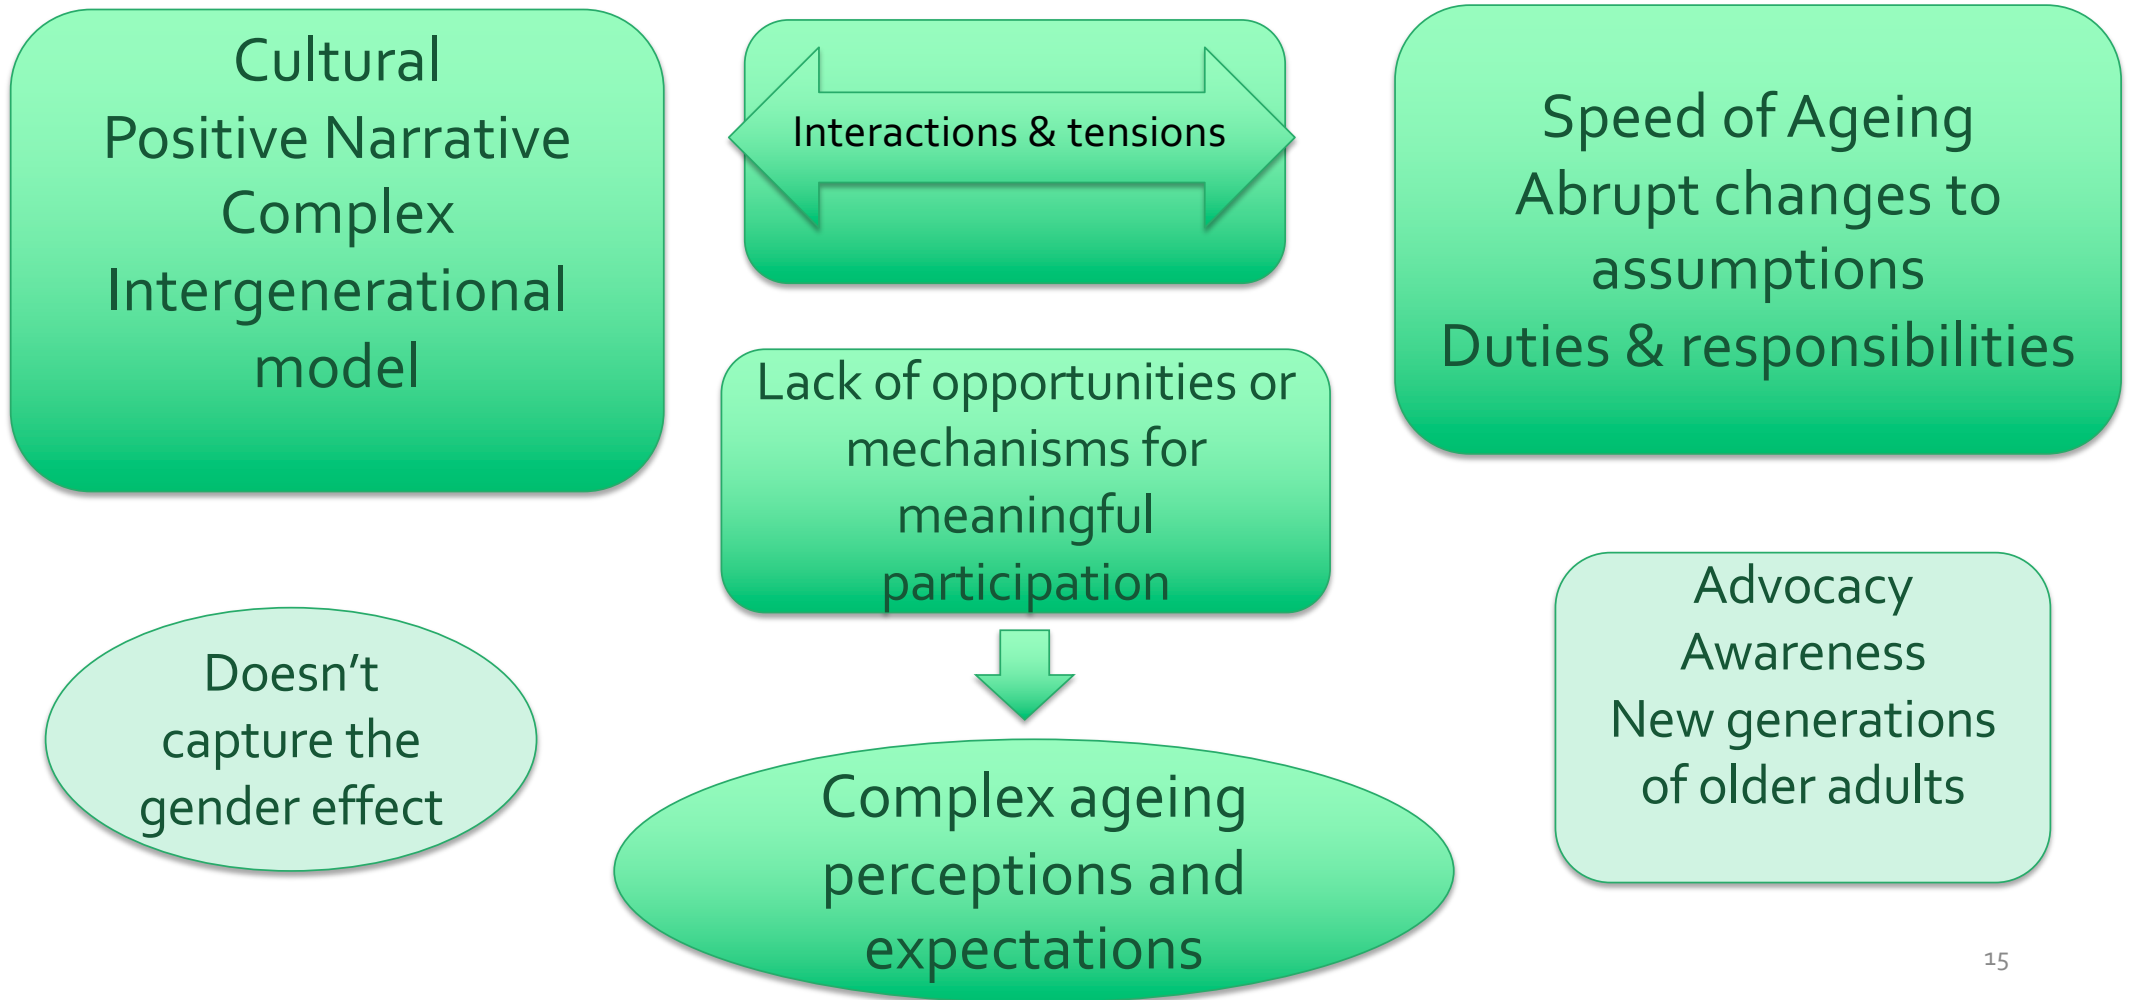 Cultural
Positive Narrative
Complex
Intergenerational
model
Interactions & tensions
Speed of Ageing
Abrupt changes to
assumptions
Duties & responsibilities
Lack of opportunities or
mechanisms for
meaningful
participation
Doesn’t
capture the
gender effect
Complex ageing
perceptions and
expectations
Advocacy
Awareness
New generations
of older adults
15